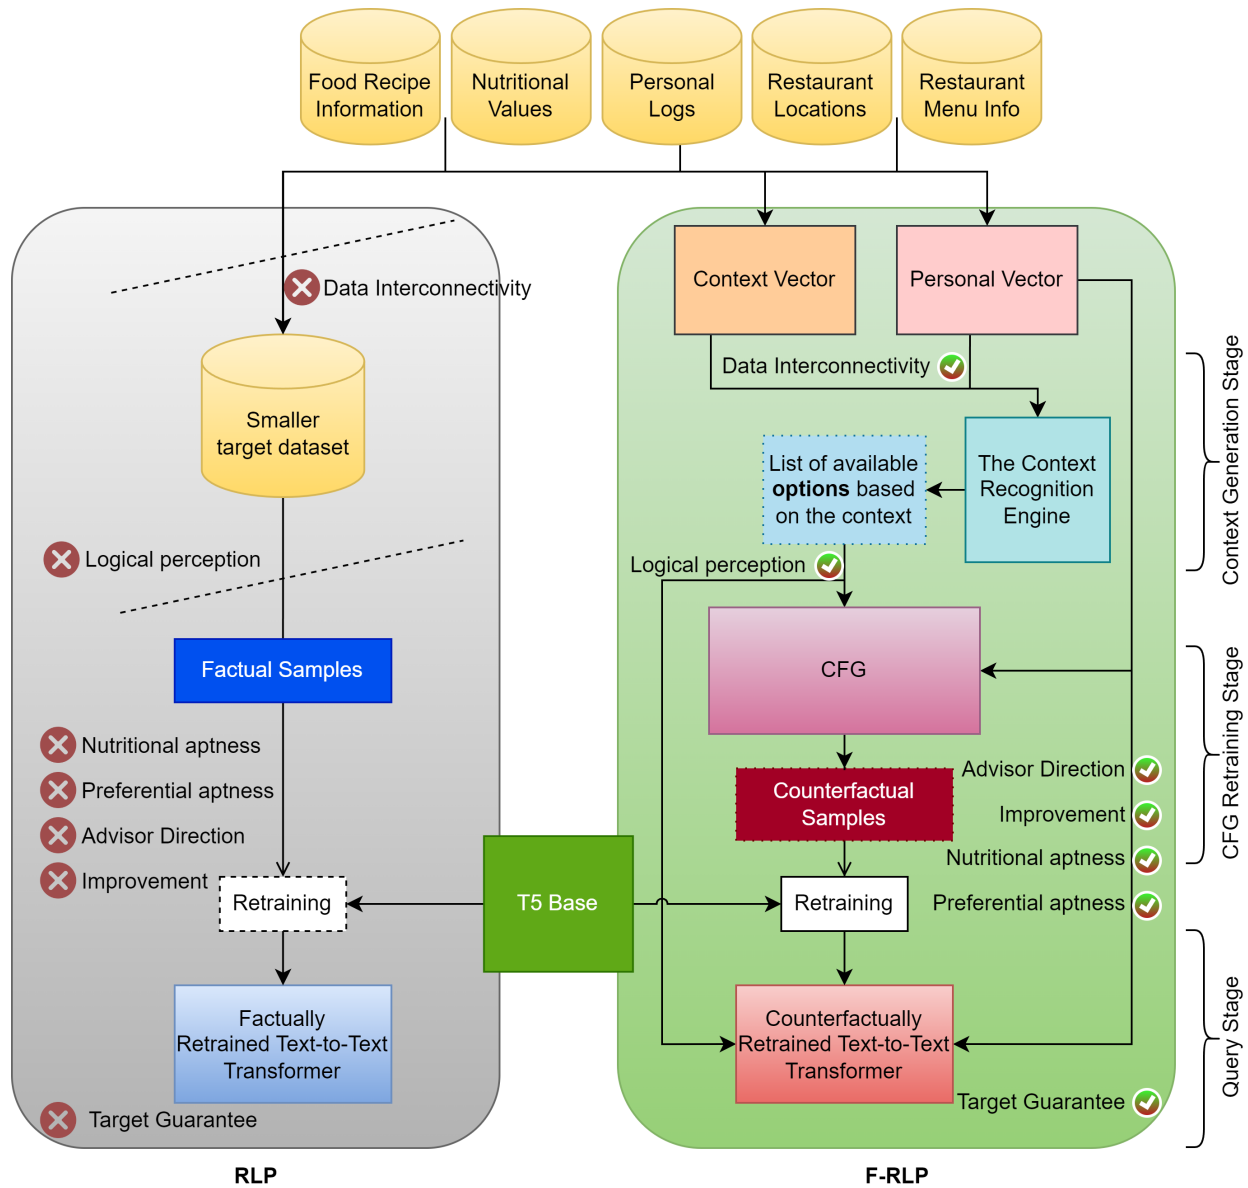 Food Recipe
Information
Nutritional
Values
Personal
Logs
Restaurant
Locations
Restaurant
Menu Info
Data Interconnectivity
Smaller
target dataset
Logical perception
Factual Samples
Nutritional aptness
Preferential aptness
Advisor Direction
Improvement
Retraining
Factually
Retrained Text-to-Text
Transformer
Target Guarantee
RLP
T5 Base
Context Vector
Personal Vector
Data Interconnectivity
The Context
Recognition
Engine
List of available
options based
on the context
Logical perception
CFG
Counterfactual
Samples
Advisor Direction
Improvement
Nutritional aptness
Preferential aptness
Retraining
Counterfactually
Retrained Text-to-Text
Transformer
Target Guarantee
F-RLP
Context Generation Stage
CFG Retraining Stage
Query Stage